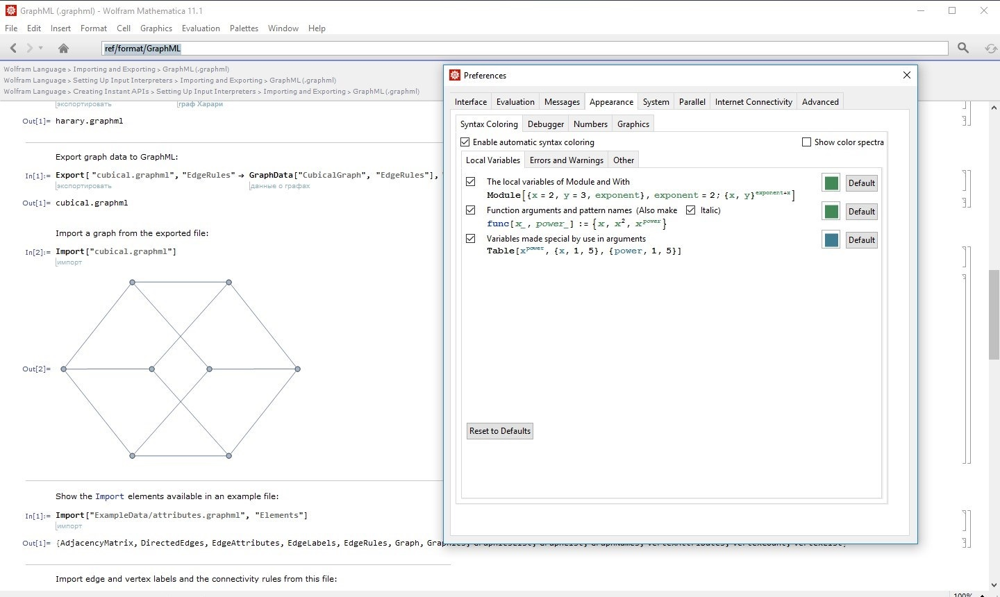 GraphML (.graphml) - Wolfram Mathematica 11.1
File Edit Insert Format Cell Graphics Evaluation Palettes Window Help
ref/format/GraphML
Wolfram Language > Importing and Exporting > GraphML (.graphml)
Wolfram Language > Setting Up Input Interpreters > Importing and Exporting > GraphML (.graphml)
Wolfram Language > Creating Instant APIs > Setting Up Input Interpreters > Importing and Exporting > GraphML (.graphml)
экспортировать граф Харари
Out[1]= harary.graphml
Export graph data to GraphML:
In[1]:= Export["cubical.graphml", "EdgeRules" → GraphData["CubicalGraph", "EdgeRules"],
экспортировать данные о графах
Out[1]= cubical.graphml
Import a graph from the exported file:
In[2]:= Import["cubical.graphml"]
импорт
Out[2]=
Show the Import elements available in an example file:
In[1]:= Import["ExampleData/attributes.graphml", "Elements"]
импорт
Out[1]= {AdjacencyMatrix, DirectedEdges, EdgeAttributes, EdgeLabels, EdgeRules, Graph, Graphics, GraphicsList, GraphList, GraphNames, VertexAttributes, VertexCount, VertexList}
Import edge and vertex labels and the connectivity rules from this file:
100%
Preferences
Interface Evaluation Messages Appearance System Parallel Internet Connectivity Advanced
Syntax Coloring Debugger Numbers Graphics
Enable automatic syntax coloring Show color spectra
Local Variables Errors and Warnings Other
The local variables of Module and With Default
Module[{x = 2, y = 3, exponent}, exponent = 2; {x, y}^exponent+x]
Function arguments and pattern names (Also make Italic) Default
func[x_, power_] := {x, x², x^power}
Variables made special by use in arguments Default
Table[x^power, {x, 1, 5}, {power, 1, 5}]
Reset to Defaults